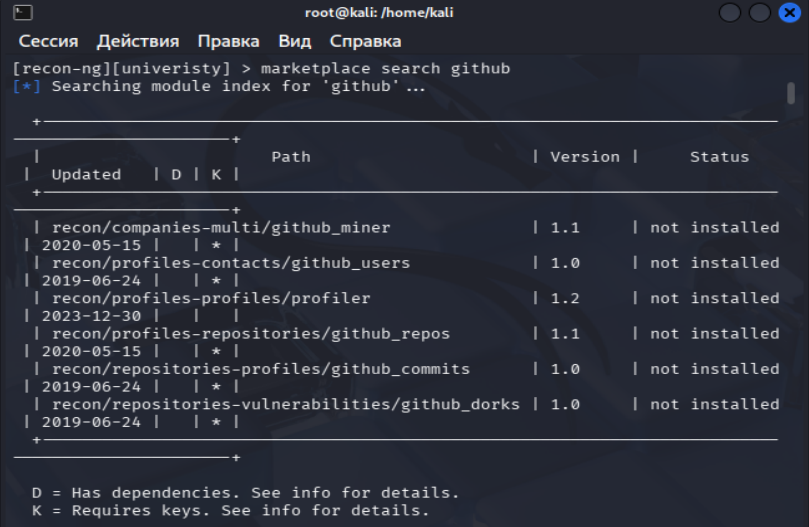 root@kali: /home/kali
Сессия Действия Правка Вид Справка
[recon-ng][univeristy] > marketplace search github
[*] Searching module index for 'github'...
+---------------------------------------------------------------------------
----------------------+
| Path | Version | Status
| Updated | D | K |
+---------------------------------------------------------------------------
----------------------+
| recon/companies-multi/github_miner | 1.1 | not installed
| 2020-05-15 | | * |
| recon/profiles-contacts/github_users | 1.0 | not installed
| 2019-06-24 | | * |
| recon/profiles-profiles/profiler | 1.2 | not installed
| 2023-12-30 | | |
| recon/profiles-repositories/github_repos | 1.1 | not installed
| 2020-05-15 | | * |
| recon/repositories-profiles/github_commits | 1.0 | not installed
| 2019-06-24 | | * |
| recon/repositories-vulnerabilities/github_dorks | 1.0 | not installed
| 2019-06-24 | | * |
+---------------------------------------------------------------------------
----------------------+
D = Has dependencies. See info for details.
K = Requires keys. See info for details.